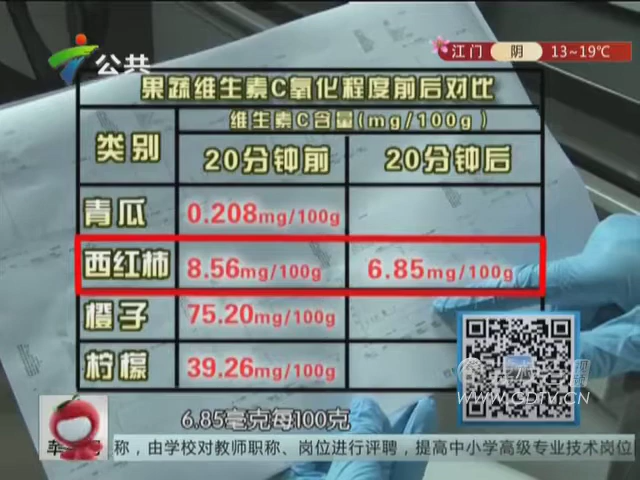 公共
江门 阴 13~19℃
果蔬维生素C氧化程度前后对比
类别
维生素C含量(mg/100g)
20分钟前 20分钟后
青瓜 0.208mg/100g
西红柿 8.56mg/100g 6.85mg/100g
橙子 75.20mg/100g
柠檬 39.26mg/100g
WWW.GDTV.CN
6.85毫克每100克
称，由学校对教师职称、岗位进行评聘，提高中小学高级专业技术岗位